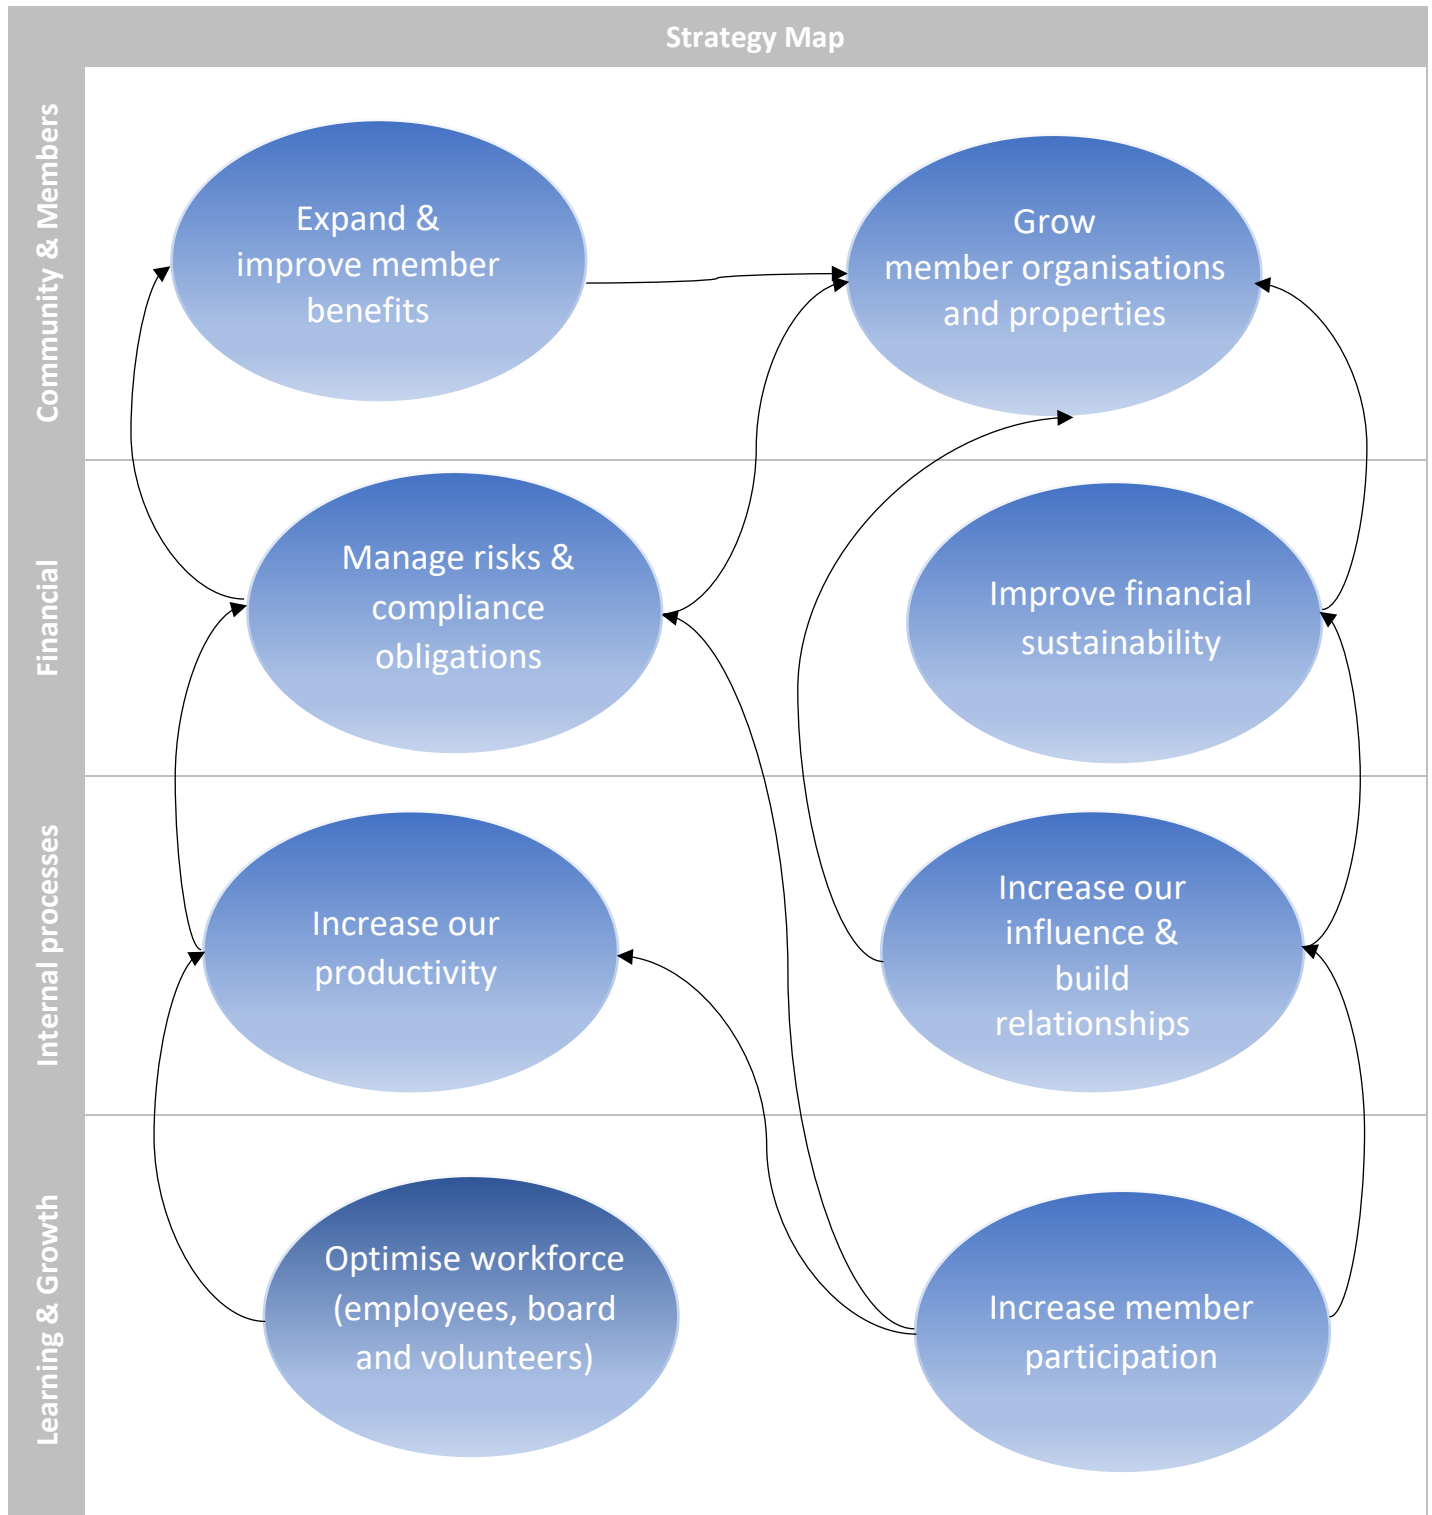 Strategy Map
Community & Members
Expand &
improve member
benefits
Grow
member organisations
and properties
Financial
Manage risks &
compliance
obligations
Improve financial
sustainability
Internal processes
Increase our
productivity
Increase our
influence &
build
relationships
Learning & Growth
Optimise workforce
(employees, board
and volunteers)
Increase member
participation